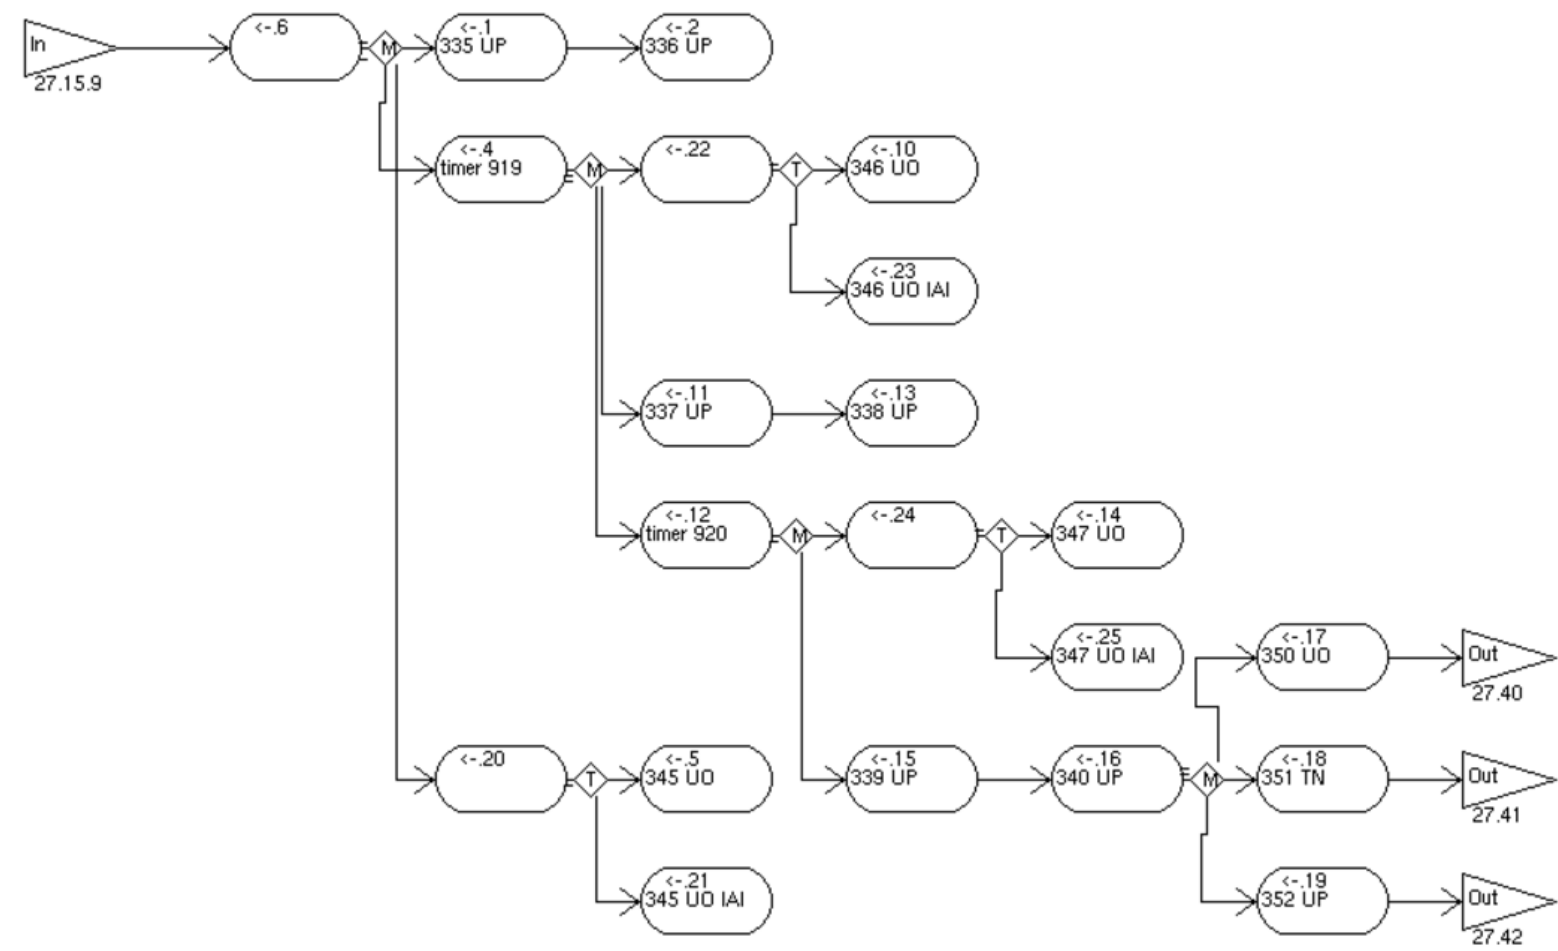 In
27.15.9
<-.6
M
<-.1
335 UP
<-.2
336 UP
<-.4
timer 919
M
<-.22
T
<-.10
346 UO
<-.23
346 UO IAI
<-.11
337 UP
<-.13
338 UP
<-.12
timer 920
M
<-.24
T
<-.14
347 UO
<-.25
347 UO IAI
<-.17
350 UO
Out
27.40
<-.20
T
<-.5
345 UO
<-.15
339 UP
<-.16
340 UP
M
<-.18
351 TN
Out
27.41
<-.21
345 UO IAI
<-.19
352 UP
Out
27.42